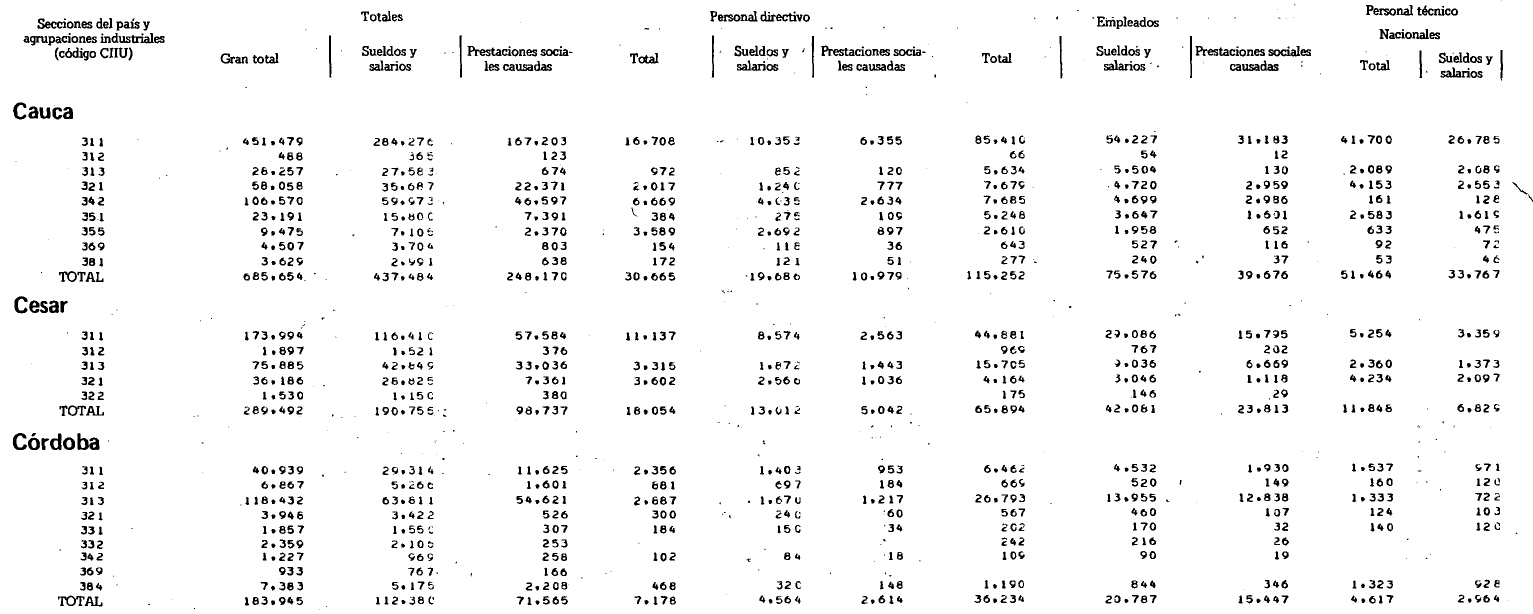 Secciones del país y agrupaciones industriales (código CIIU) Totales Personal directivo Empleados Personal técnico
Nacionales
Gran total Sueldos y salarios Prestaciones socia- les causadas Total Sueldos y salarios Prestaciones socia- les causadas Total Sueldos y salarios Prestaciones sociales causadas Total Sueldos y salarios
Cauca
311 451.479 284.276 167.203 16.708 10.353 6.355 85.410 54.227 31.183 41.700 26.785
312 488 365 123 66 54 12
313 28.257 27.583 674 972 852 120 5.634 5.504 130 2.089 2.089
321 58.058 35.687 22.371 2.017 1.240 777 7.679 4.720 2.959 4.153 2.553
342 106.570 59.973 46.597 6.669 4.035 2.634 7.685 4.699 2.986 161 128
351 23.191 15.800 7.391 384 275 109 5.248 3.647 1.601 2.583 1.619
355 9.475 7.105 2.370 3.589 2.692 897 2.610 1.958 652 633 475
369 4.507 3.704 803 154 118 36 643 527 116 92 72
381 3.629 2.991 638 172 121 51 277 240 37 53 46
TOTAL 685.654 437.484 248.170 30.665 19.686 10.979 115.252 75.576 39.676 51.464 33.767
Cesar
311 173.994 116.410 57.584 11.137 8.574 2.563 44.881 29.086 15.795 5.254 3.359
312 1.897 1.521 376 969 767 202
313 75.885 42.849 33.036 3.315 1.872 1.443 15.705 9.036 6.669 2.360 1.373
321 36.186 28.825 7.361 3.602 2.566 1.036 4.164 3.046 1.118 4.234 2.097
322 1.530 1.150 380 175 146 29
TOTAL 289.492 190.755 98.737 18.054 13.012 5.042 65.894 42.081 23.813 11.848 6.829
Córdoba
311 40.939 29.314 11.625 2.356 1.403 953 6.462 4.532 1.930 1.537 971
312 6.867 5.266 1.601 881 697 184 669 520 149 160 120
313 118.432 63.811 54.621 2.887 1.670 1.217 26.793 13.955 12.838 1.333 722
321 3.948 3.422 526 300 240 60 567 460 107 124 103
331 1.857 1.550 307 184 150 34 202 170 32 140 120
332 2.359 2.106 253 242 216 26
342 1.227 969 258 102 84 18 109 90 19
369 933 767 166
384 7.383 5.175 2.208 468 320 148 1.190 844 346 1.323 928
TOTAL 183.945 112.380 71.565 7.178 4.564 2.614 36.234 20.787 15.447 4.617 2.964